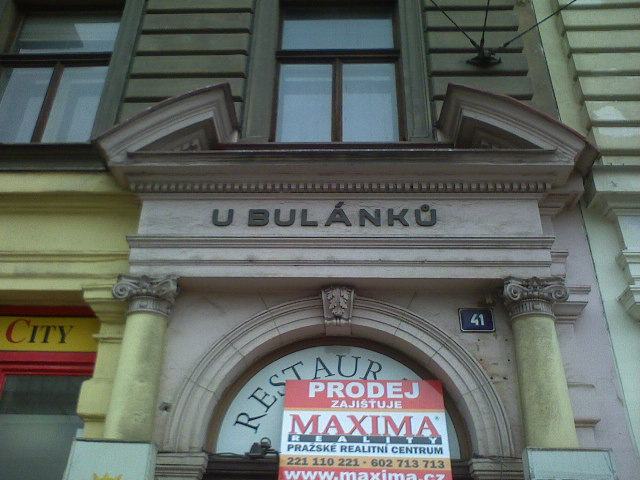 U BULÁNKŮ
41
CITY
RESTAUR
PRODEJ
ZAJIŠŤUJE
MAXIMA
REALITY
PRAŽSKÉ REALITNÍ CENTRUM
221 110 221 · 602 713 713
www.maxima.cz